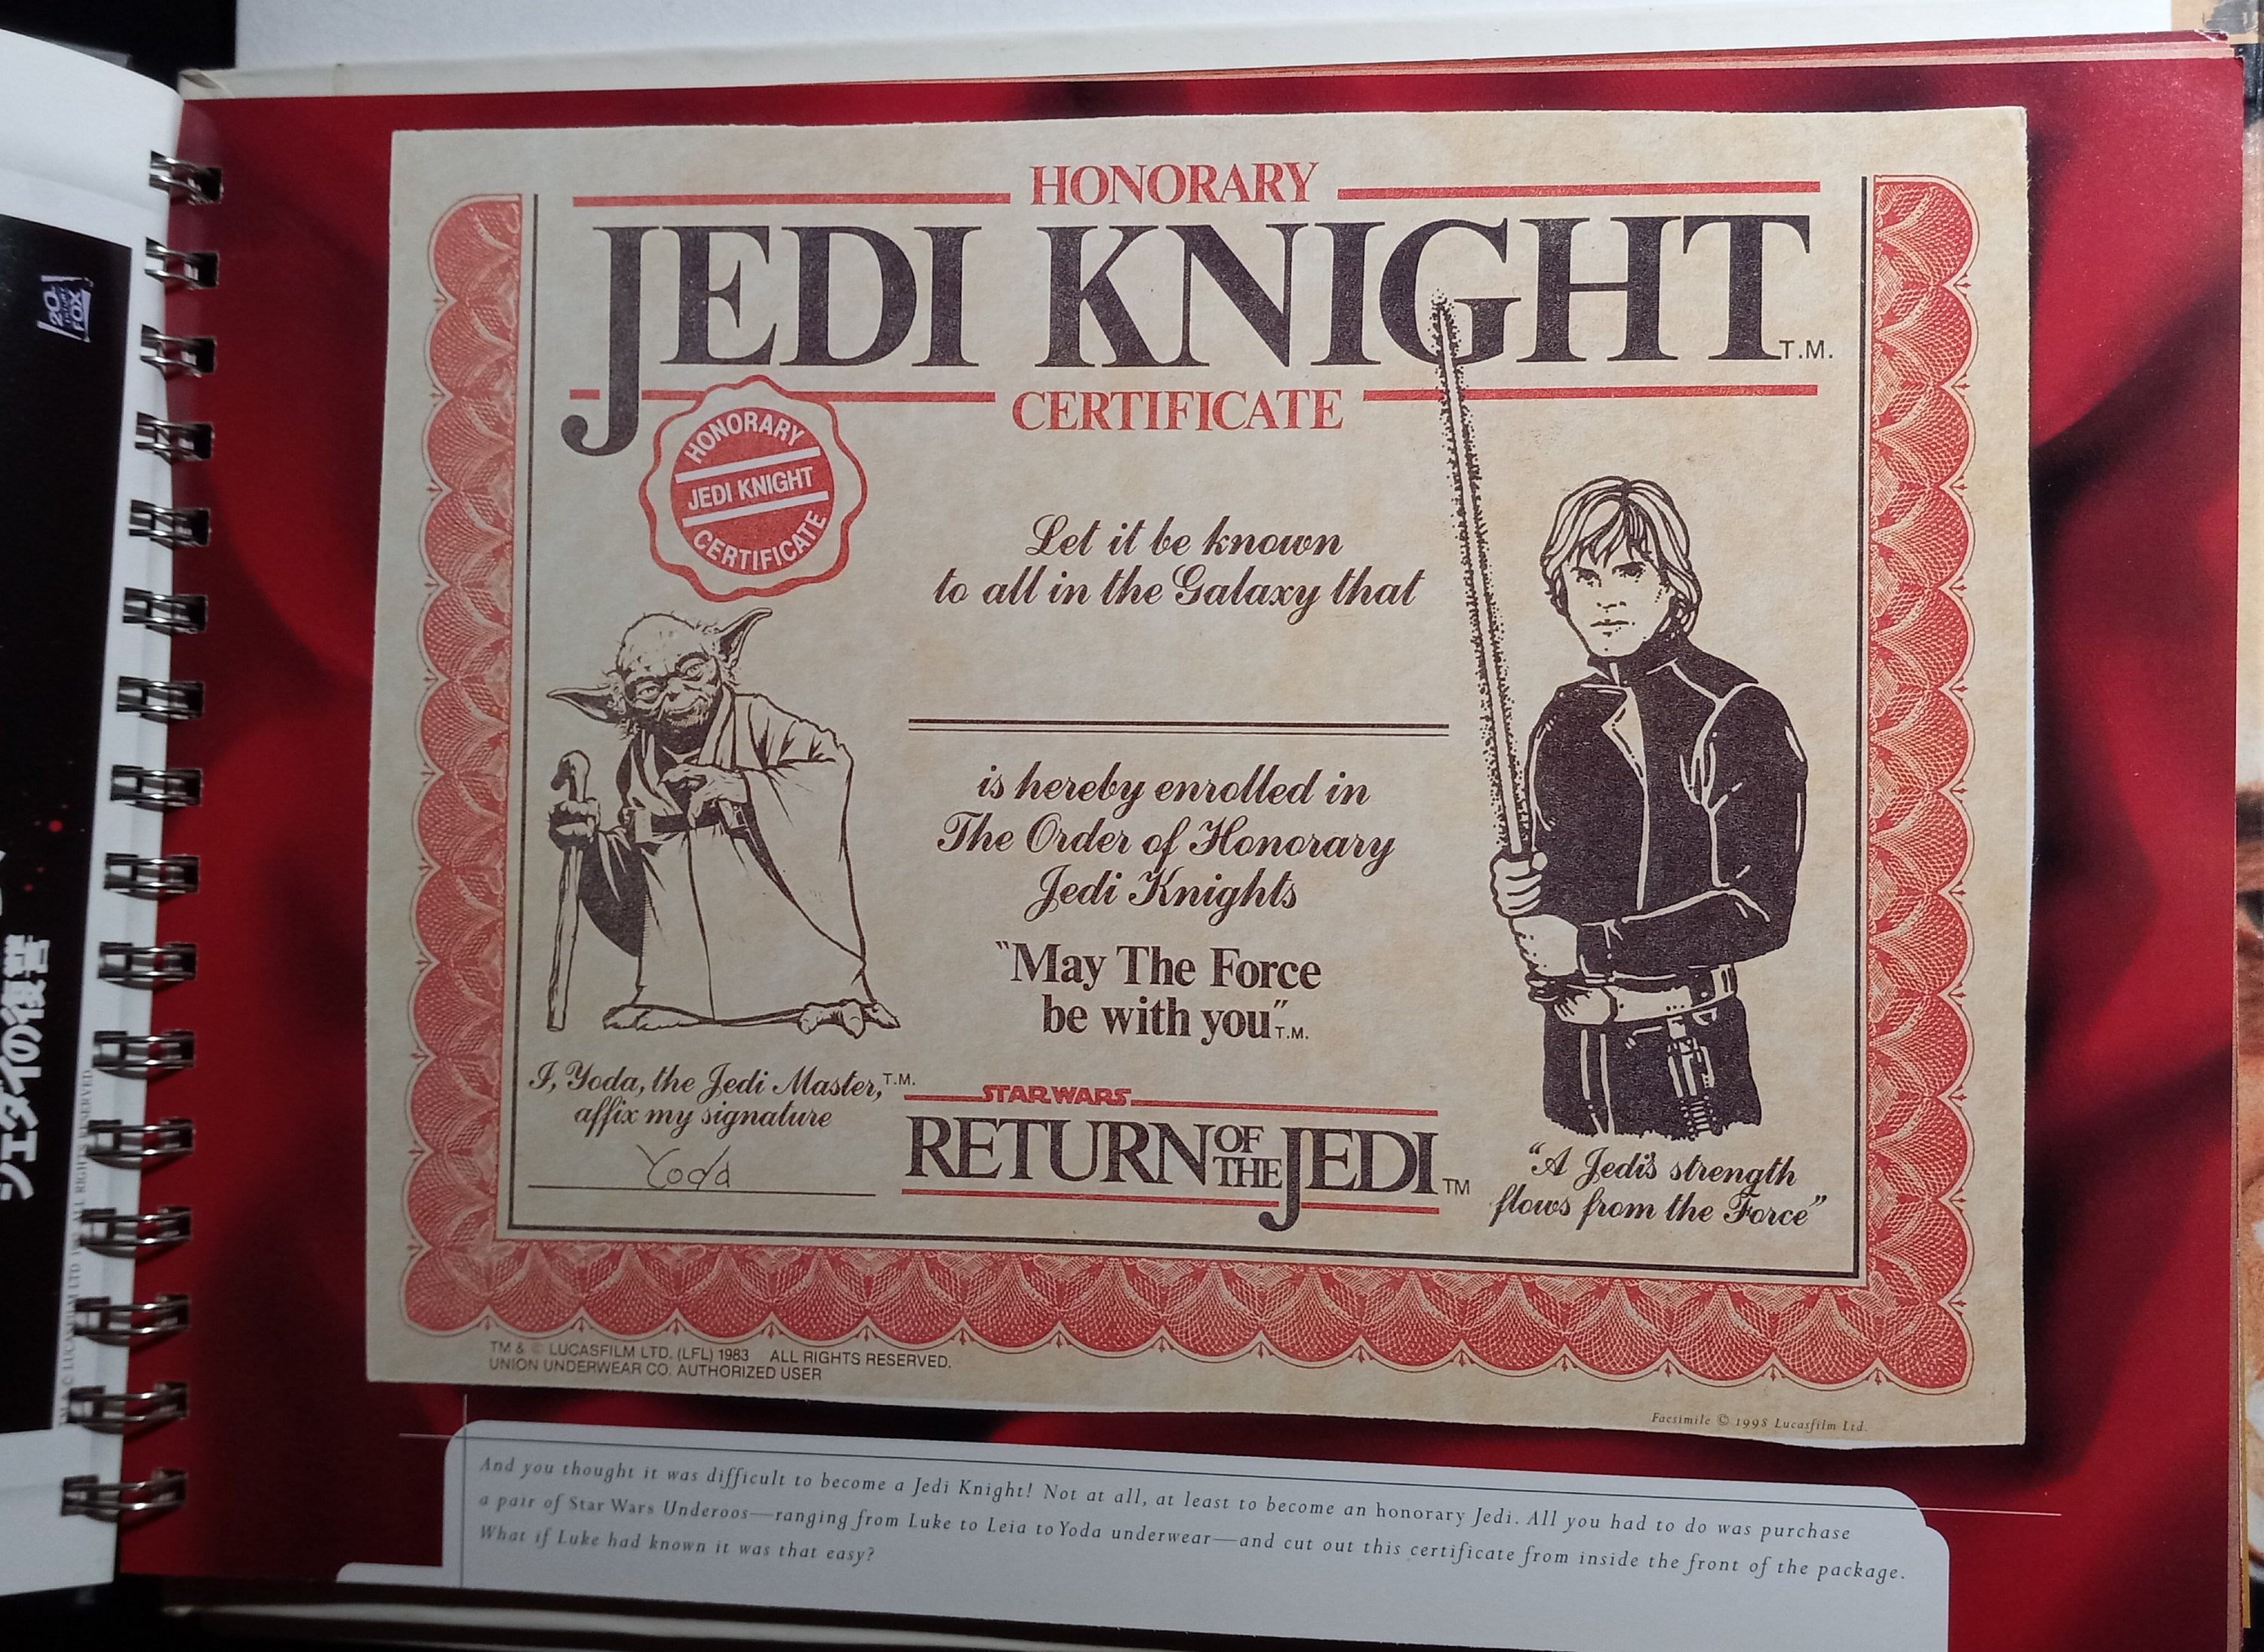 20
CENTURY
FOX
ジェダイの復讐
HONORARY
JEDI KNIGHT T.M.
CERTIFICATE
HONORARY
JEDI KNIGHT
CERTIFICATE
Let it be known
to all in the Galaxy that
is hereby enrolled in
The Order of Honorary
Jedi Knights
"May The Force
be with you" T.M.
I, Yoda, the Jedi Master, T.M.
affix my signature
Yoda
STAR WARS
RETURN OF THE JEDI TM
"A Jedi's strength
flows from the Force"
TM & © LUCASFILM LTD. (LFL) 1983 ALL RIGHTS RESERVED.
UNION UNDERWEAR CO. AUTHORIZED USER
Facsimile © 1998 Lucasfilm Ltd.
And you thought it was difficult to become a Jedi Knight! Not at all, at least to become an honorary Jedi. All you had to do was purchase
a pair of Star Wars Underoos—ranging from Luke to Leia to Yoda underwear—and cut out this certificate from inside the front of the package.
What if Luke had known it was that easy?